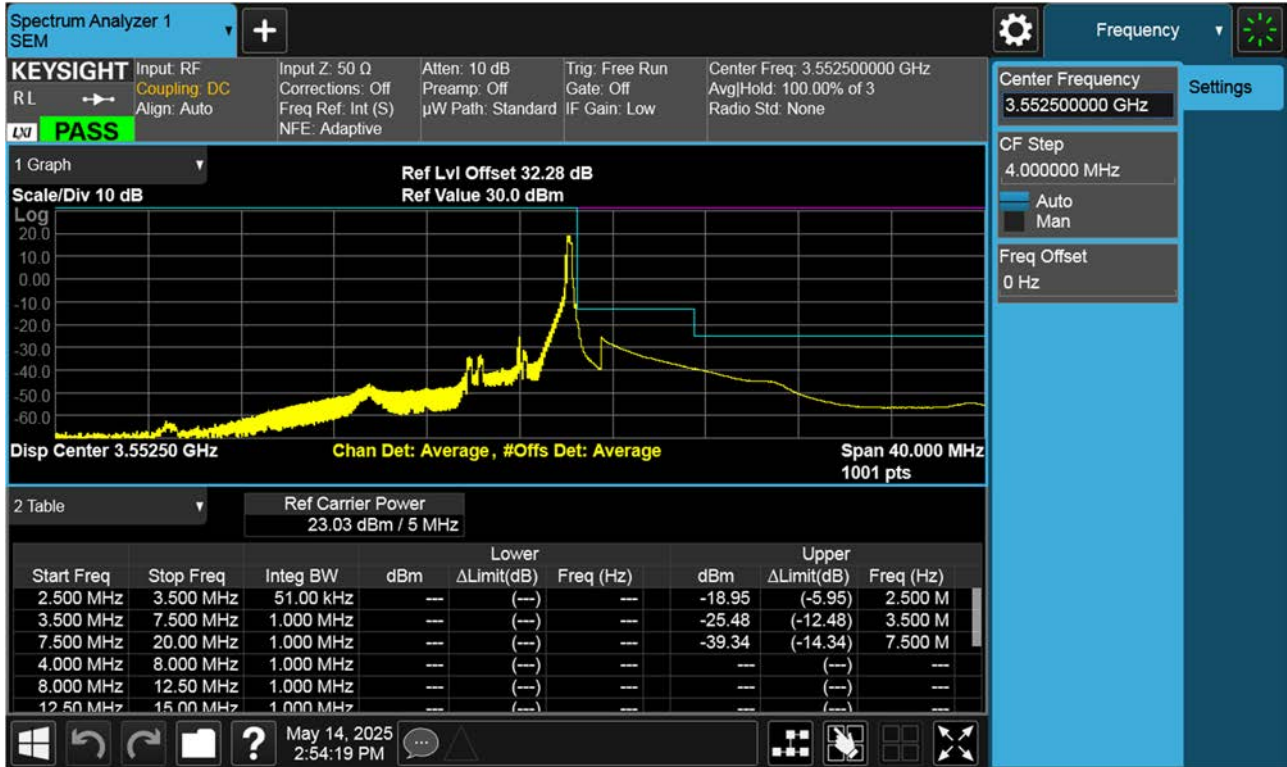 Spectrum Analyzer 1
SEM
+
Frequency
KEYSIGHT
RL
LXI
PASS
Input: RF
Coupling: DC
Align: Auto
Input Z: 50 Ω
Corrections: Off
Freq Ref: Int (S)
NFE: Adaptive
Atten: 10 dB
Preamp: Off
µW Path: Standard
Trig: Free Run
Gate: Off
IF Gain: Low
Center Freq: 3.552500000 GHz
Avg|Hold: 100.00% of 3
Radio Std: None
Center Frequency
3.552500000 GHz
Settings
CF Step
4.000000 MHz
Auto
Man
Freq Offset
0 Hz
1 Graph
Scale/Div 10 dB
Ref Lvl Offset 32.28 dB
Ref Value 30.0 dBm
Log
20.0
10.0
0.00
-10.0
-20.0
-30.0
-40.0
-50.0
-60.0
Disp Center 3.55250 GHz
Chan Det: Average, #Offs Det: Average
Span 40.000 MHz
1001 pts
2 Table
Ref Carrier Power
23.03 dBm / 5 MHz
Lower Upper
Start Freq Stop Freq Integ BW dBm ΔLimit(dB) Freq (Hz) dBm ΔLimit(dB) Freq (Hz)
2.500 MHz 3.500 MHz 51.00 kHz --- (---) --- -18.95 (-5.95) 2.500 M
3.500 MHz 7.500 MHz 1.000 MHz --- (---) --- -25.48 (-12.48) 3.500 M
7.500 MHz 20.00 MHz 1.000 MHz --- (---) --- -39.34 (-14.34) 7.500 M
4.000 MHz 8.000 MHz 1.000 MHz --- (---) --- --- (---) ---
8.000 MHz 12.50 MHz 1.000 MHz --- (---) --- --- (---) ---
12.50 MHz 15.00 MHz 1.000 MHz --- (---) --- --- (---) ---
?
May 14, 2025
2:54:19 PM